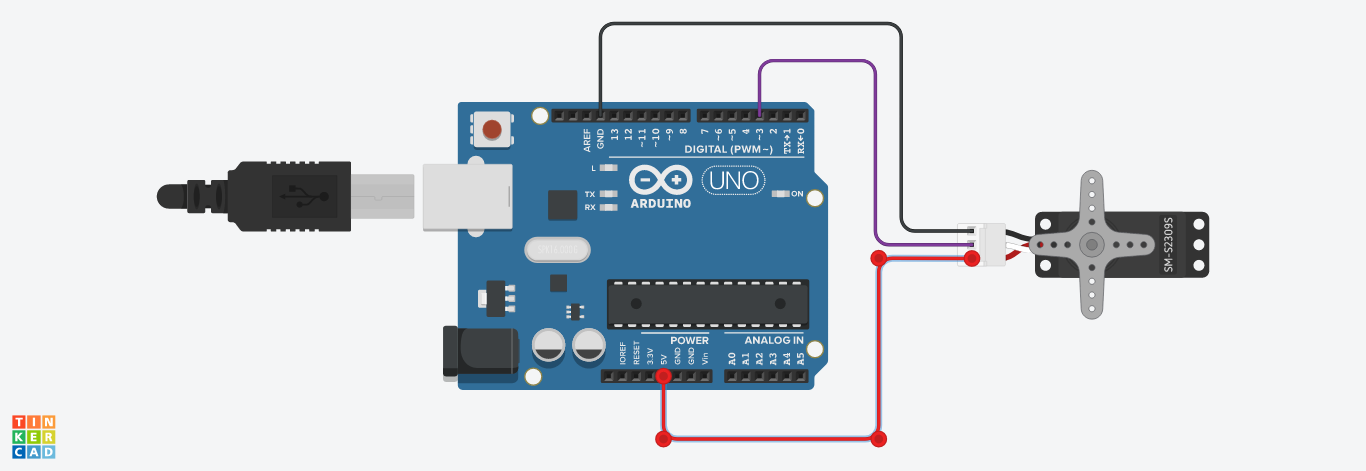 AREF
GND
13
12
~11
~10
~9
8
7
~6
~5
4
~3
2
TX→1
RX←0
DIGITAL (PWM~)
L
TX
RX
ARDUINO
UNO
ON
SM-S2309S
POWER
ANALOG IN
IOREF
RESET
3.3V
5V
GND
GND
Vin
A0
A1
A2
A3
A4
A5
TIN
KER
CAD